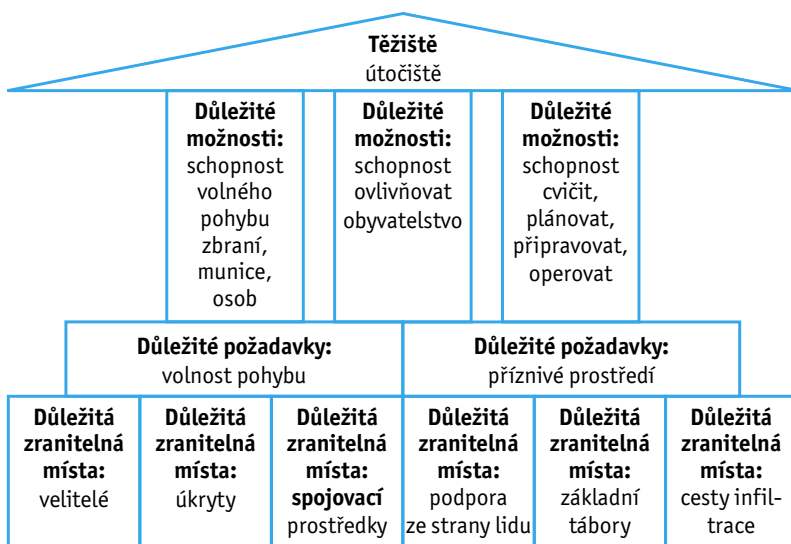 Těžiště
útočiště
Důležité
možnosti:
schopnost
volného
pohybu
zbraní,
munice,
osob
Důležité
možnosti:
schopnost
ovlivňovat
obyvatelstvo
Důležité
možnosti:
schopnost
cvičit,
plánovat,
připravovat,
operovat
Důležité požadavky:
volnost pohybu
Důležité požadavky:
příznivé prostředí
Důležitá
zranitelná
místa:
velitelé
Důležitá
zranitelná
místa:
úkryty
Důležitá
zranitelná
místa:
spojovací
prostředky
Důležitá
zranitelná
místa:
podpora
ze strany lidu
Důležitá
zranitelná
místa:
základní
tábory
Důležitá
zranitelná
místa:
cesty infil-
trace